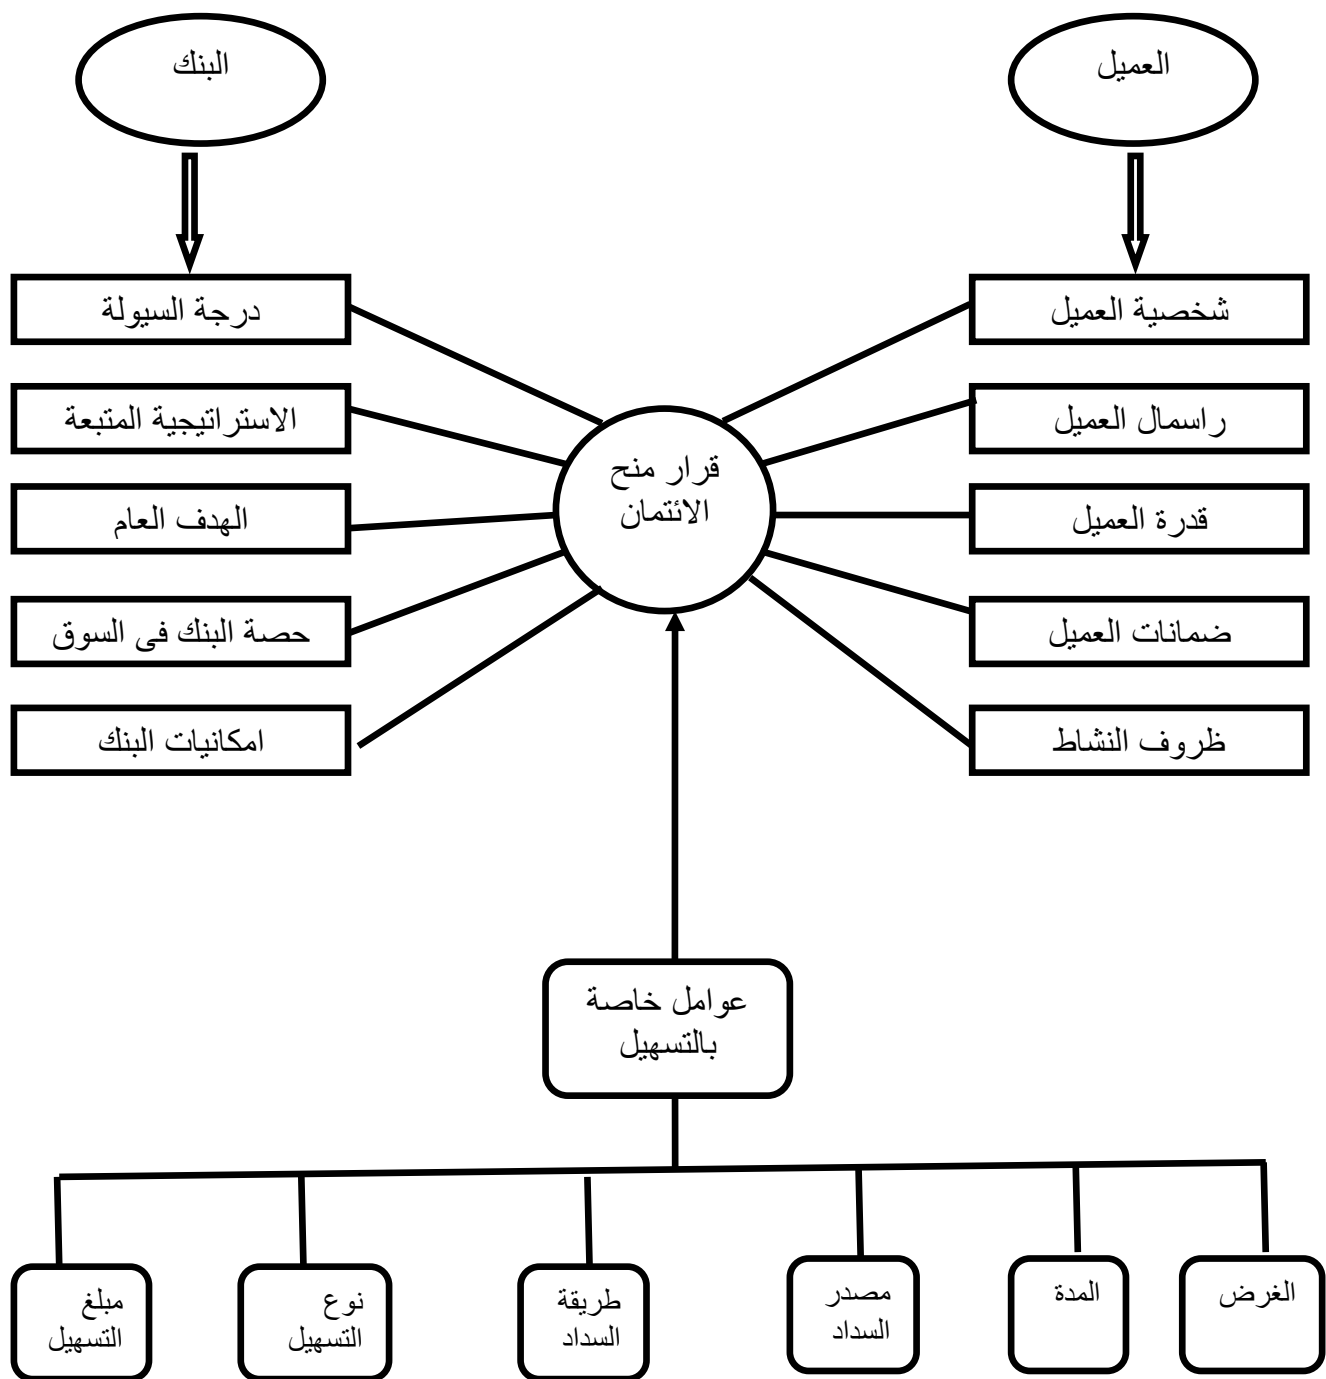 العميل
البنك
شخصية العميل
درجة السيولة
راسمال العميل
الاستراتيجية المتبعة
قرار منح
الائتمان
قدرة العميل
الهدف العام
ضمانات العميل
حصة البنك فى السوق
ظروف النشاط
امكانيات البنك
عوامل خاصة
بالتسهيل
الغرض
المدة
مصدر
السداد
طريقة
السداد
نوع
التسهيل
مبلغ
التسهيل